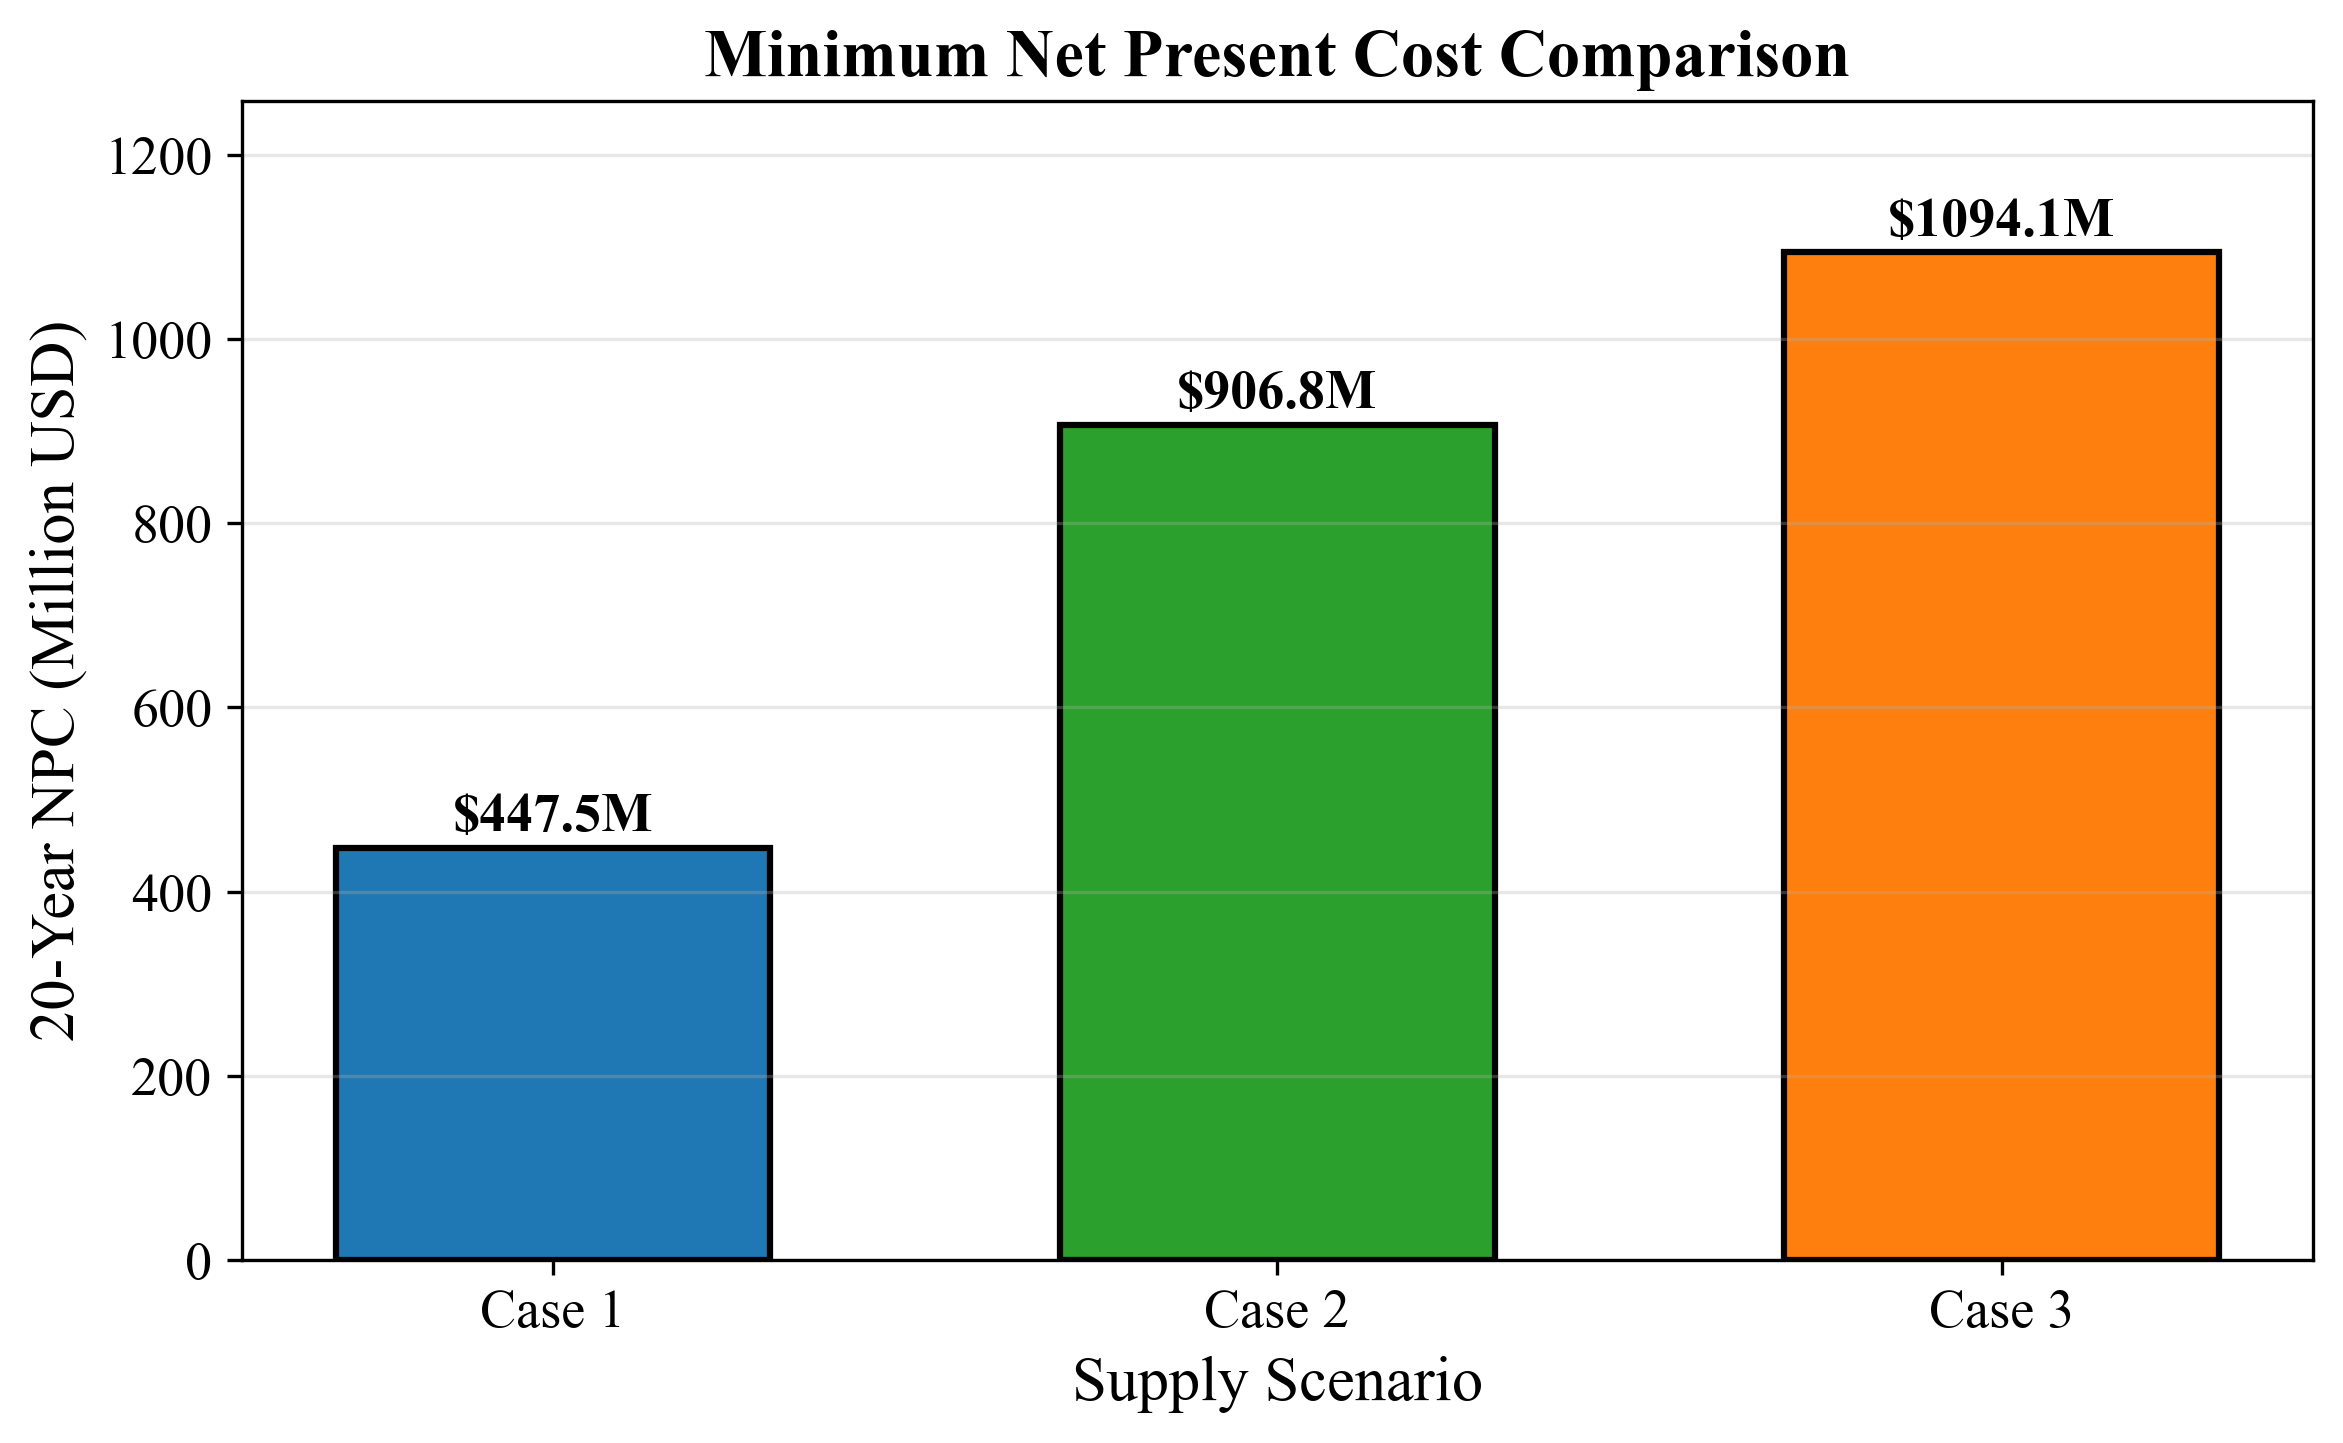 Minimum Net Present Cost Comparison
20-Year NPC (Million USD)
1200
1000
800
600
400
200
0
$447.5M
$906.8M
$1094.1M
Case 1
Case 2
Case 3
Supply Scenario